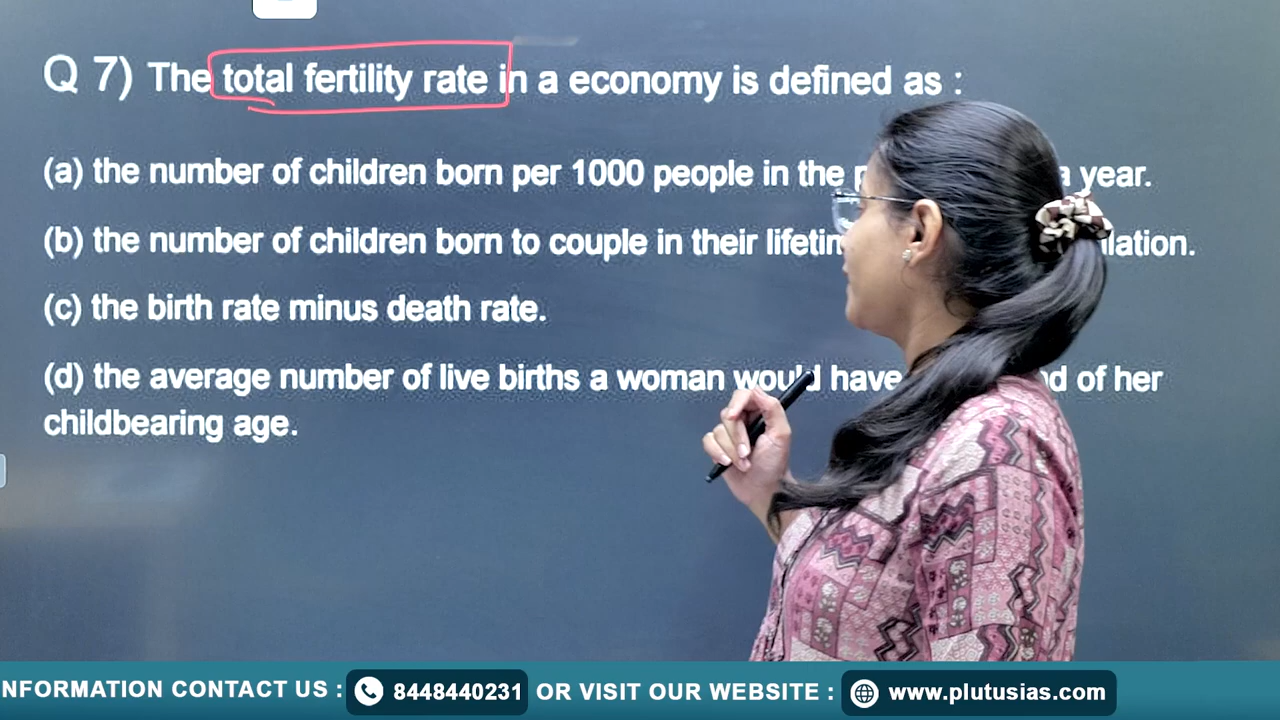 Q 7) The total fertility rate in a economy is defined as :
(a) the number of children born per 1000 people in the a year.
(b) the number of children born to couple in their
(c) the birth rate minus death rate.
(d) the average number of live births a woman would have of her
childbearing age.
CONTACT US : 8448440231 OR VISIT OUR WEBSITE : www.plutusias.com